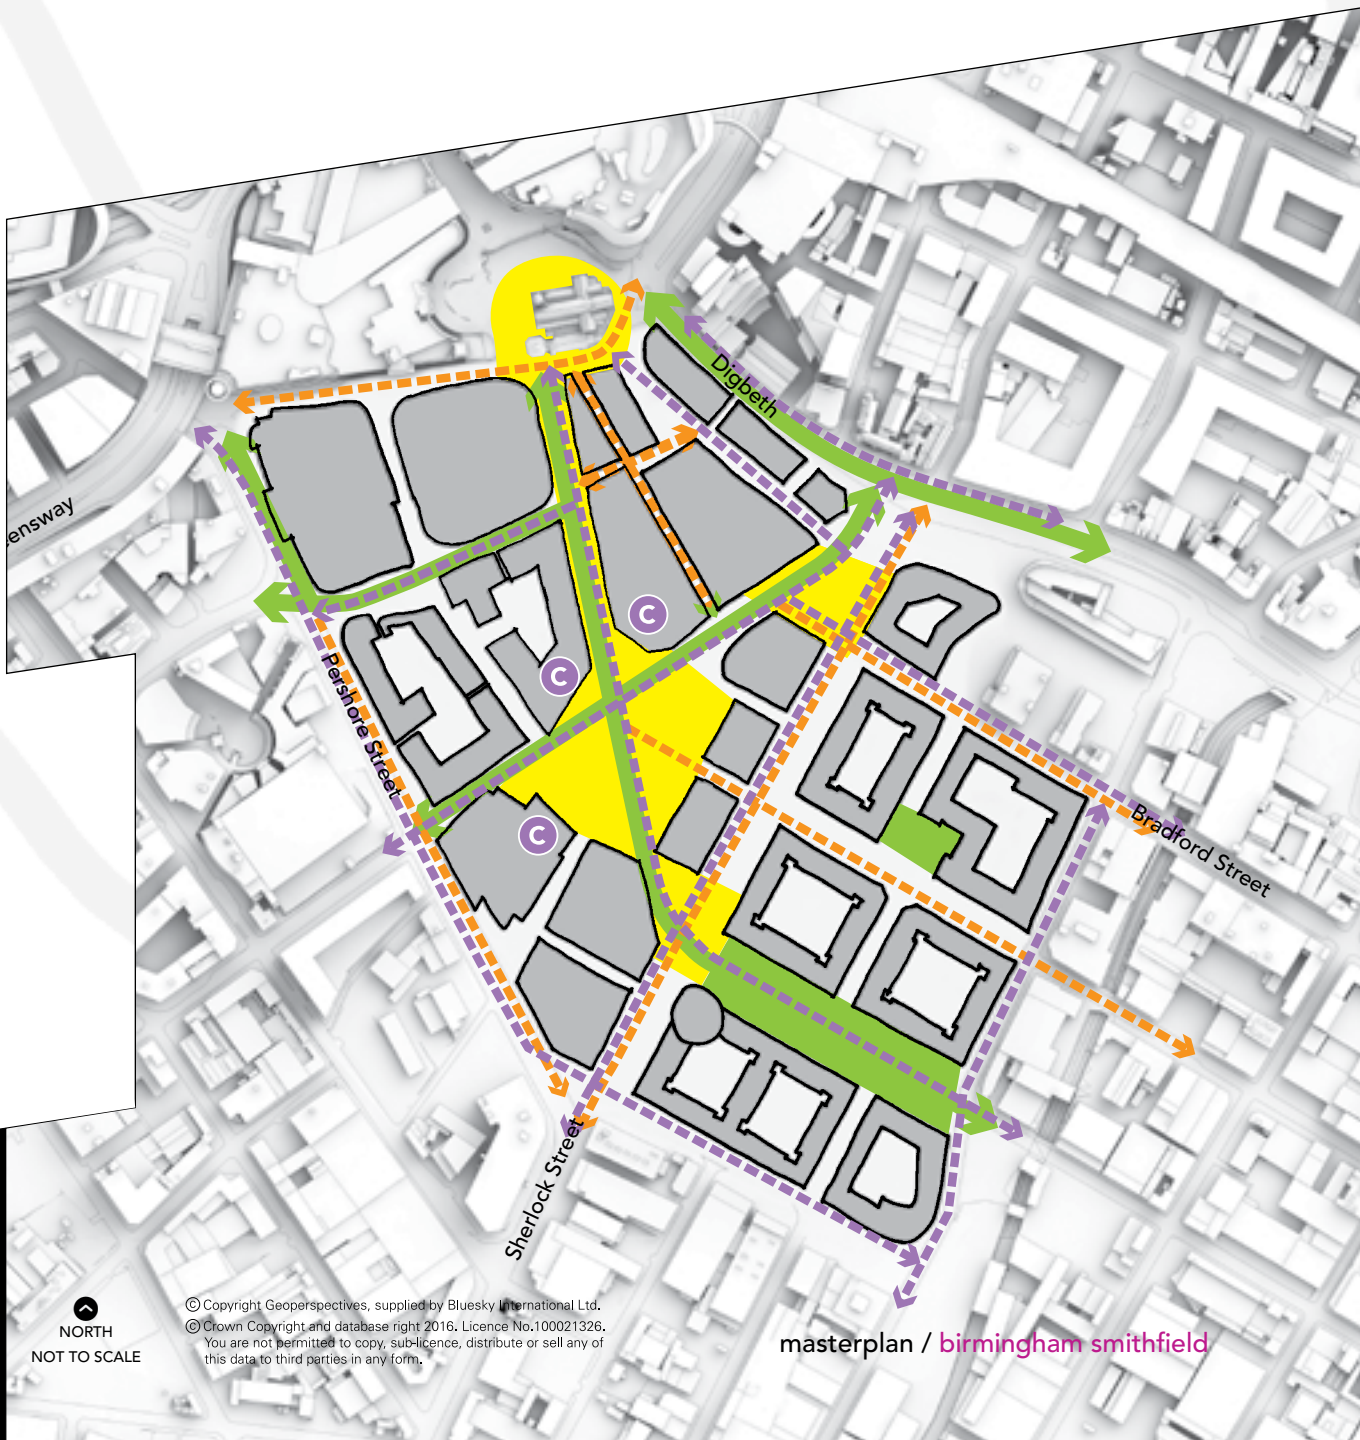 Digbeth
eensway
C
C
Pershore Street
C
Bradford Street
Sherlock Street
NORTH
NOT TO SCALE
© Copyright Geoperspectives, supplied by Bluesky International Ltd.
© Crown Copyright and database right 2016. Licence No.100021326.
You are not permitted to copy, sub-licence, distribute or sell any of
this data to third parties in any form.
masterplan / birmingham smithfield